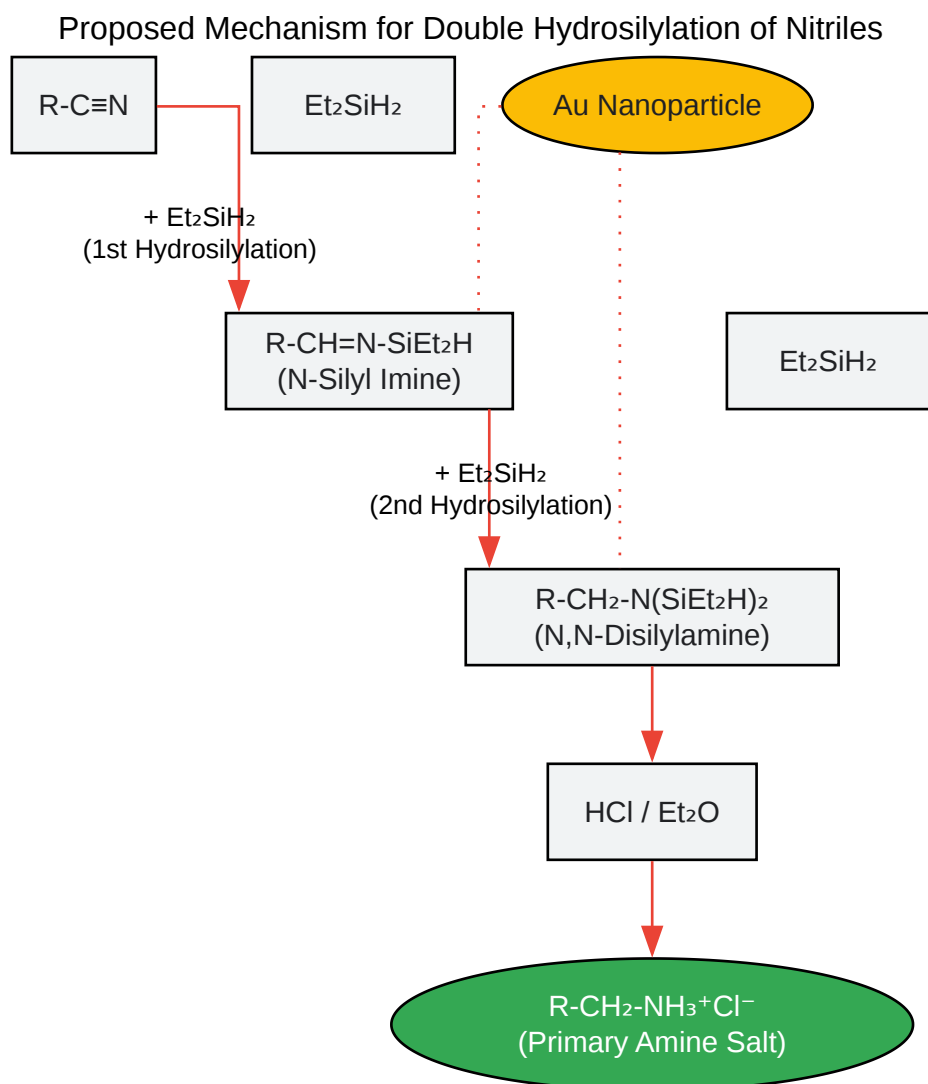 Proposed Mechanism for Double Hydrosilylation of Nitriles
R-C≡N
Et₂SiH₂
Au Nanoparticle
+ Et₂SiH₂
(1st Hydrosilylation)
R-CH=N-SiEt₂H
(N-Silyl Imine)
Et₂SiH₂
+ Et₂SiH₂
(2nd Hydrosilylation)
R-CH₂-N(SiEt₂H)₂
(N,N-Disilylamine)
HCl / Et₂O
R-CH₂-NH₃⁺Cl⁻
(Primary Amine Salt)